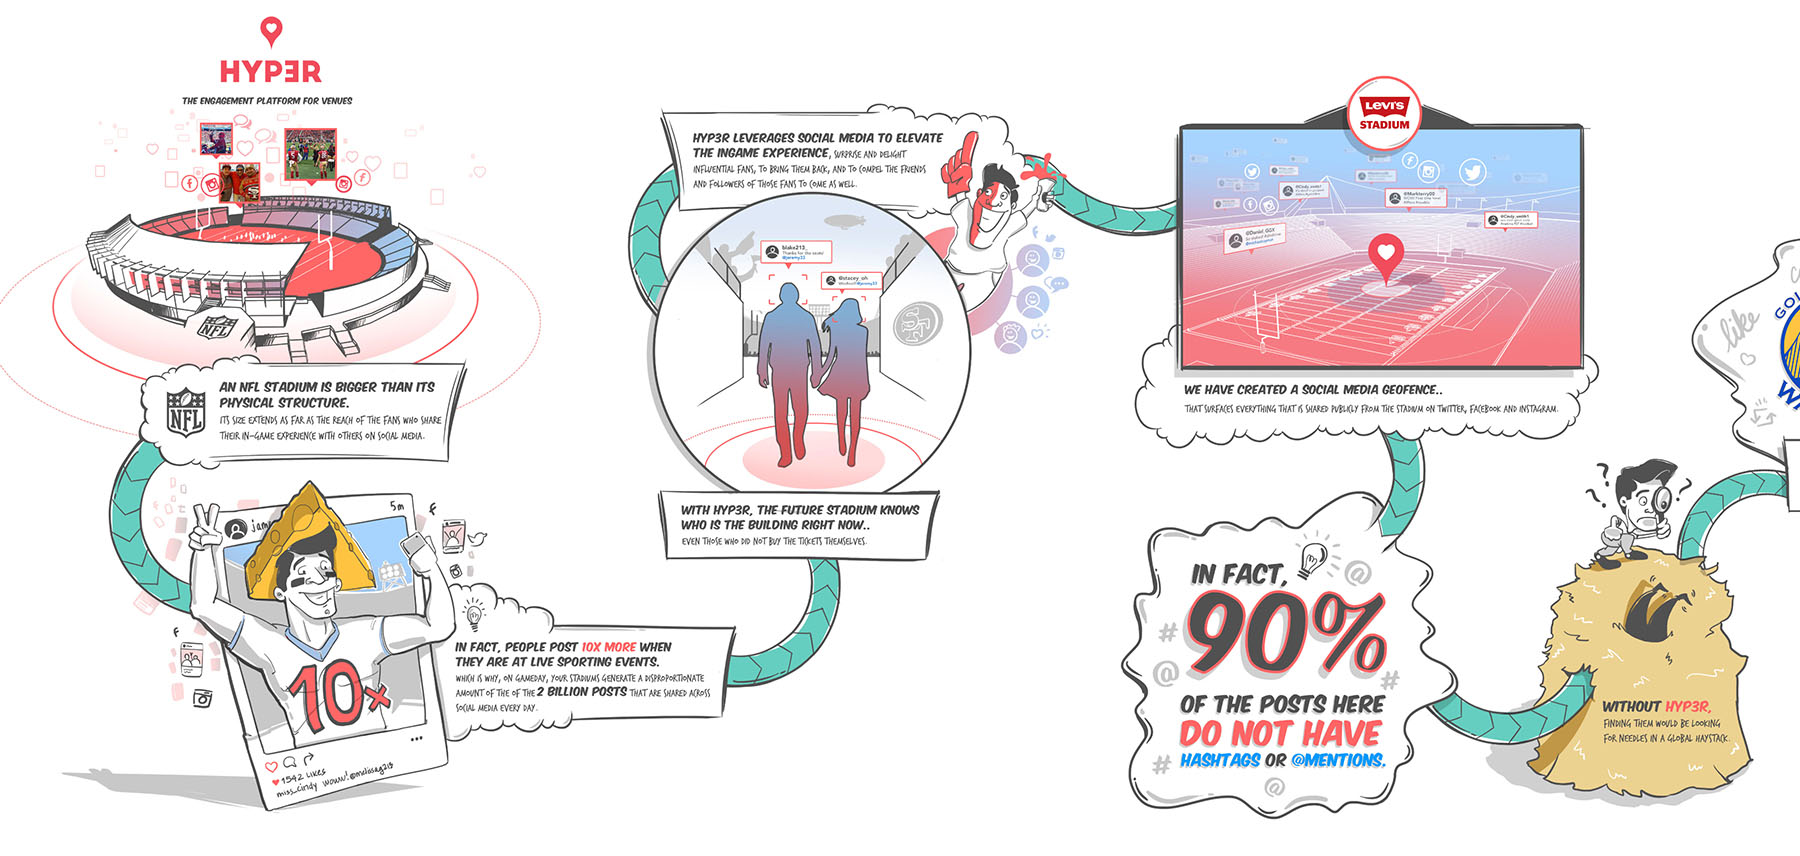 HYPƎR
THE ENGAGEMENT PLATFORM FOR VENUES
NFL
NFL
AN NFL STADIUM IS BIGGER THAN ITS
PHYSICAL STRUCTURE.
ITS SIZE EXTENDS AS FAR AS THE REACH OF THE FANS WHO SHARE
THEIR IN-GAME EXPERIENCE WITH OTHERS ON SOCIAL MEDIA.
5m
10x
1542 LIKES
miss_cindy wouw! @melissag213
IN FACT, PEOPLE POST 10X MORE WHEN
THEY ARE AT LIVE SPORTING EVENTS.
WHICH IS WHY, ON GAMEDAY, YOUR STADIUMS GENERATE A DISPROPORTIONATE
AMOUNT OF THE OF THE 2 BILLION POSTS THAT ARE SHARED ACROSS
SOCIAL MEDIA EVERY DAY.
HYP3R LEVERAGES SOCIAL MEDIA TO ELEVATE
THE INGAME EXPERIENCE, SURPRISE AND DELIGHT
INFLUENTIAL FANS, TO BRING THEM BACK, AND TO COMPEL THE FRIENDS
AND FOLLOWERS OF THOSE FANS TO COME AS WELL.
blake213_
Thanks for the seats!
@jeremy33
@stacey_oh
@jeremy33
SF
WITH HYP3R, THE FUTURE STADIUM KNOWS
WHO IS THE BUILDING RIGHT NOW..
EVEN THOSE WHO DID NOT BUY THE TICKETS THEMSELVES.
LEVI'S
STADIUM
@Daniel_GGX
@Markterry00
WE HAVE CREATED A SOCIAL MEDIA GEOFENCE..
THAT SURFACES EVERYTHING THAT IS SHARED PUBLICLY FROM THE STADIUM ON TWITTER, FACEBOOK AND INSTAGRAM.
IN FACT,
90%
OF THE POSTS HERE
DO NOT HAVE
HASHTAGS OR @MENTIONS.
WITHOUT HYP3R,
FINDING THEM WOULD BE LOOKING
FOR NEEDLES IN A GLOBAL HAYSTACK.
like